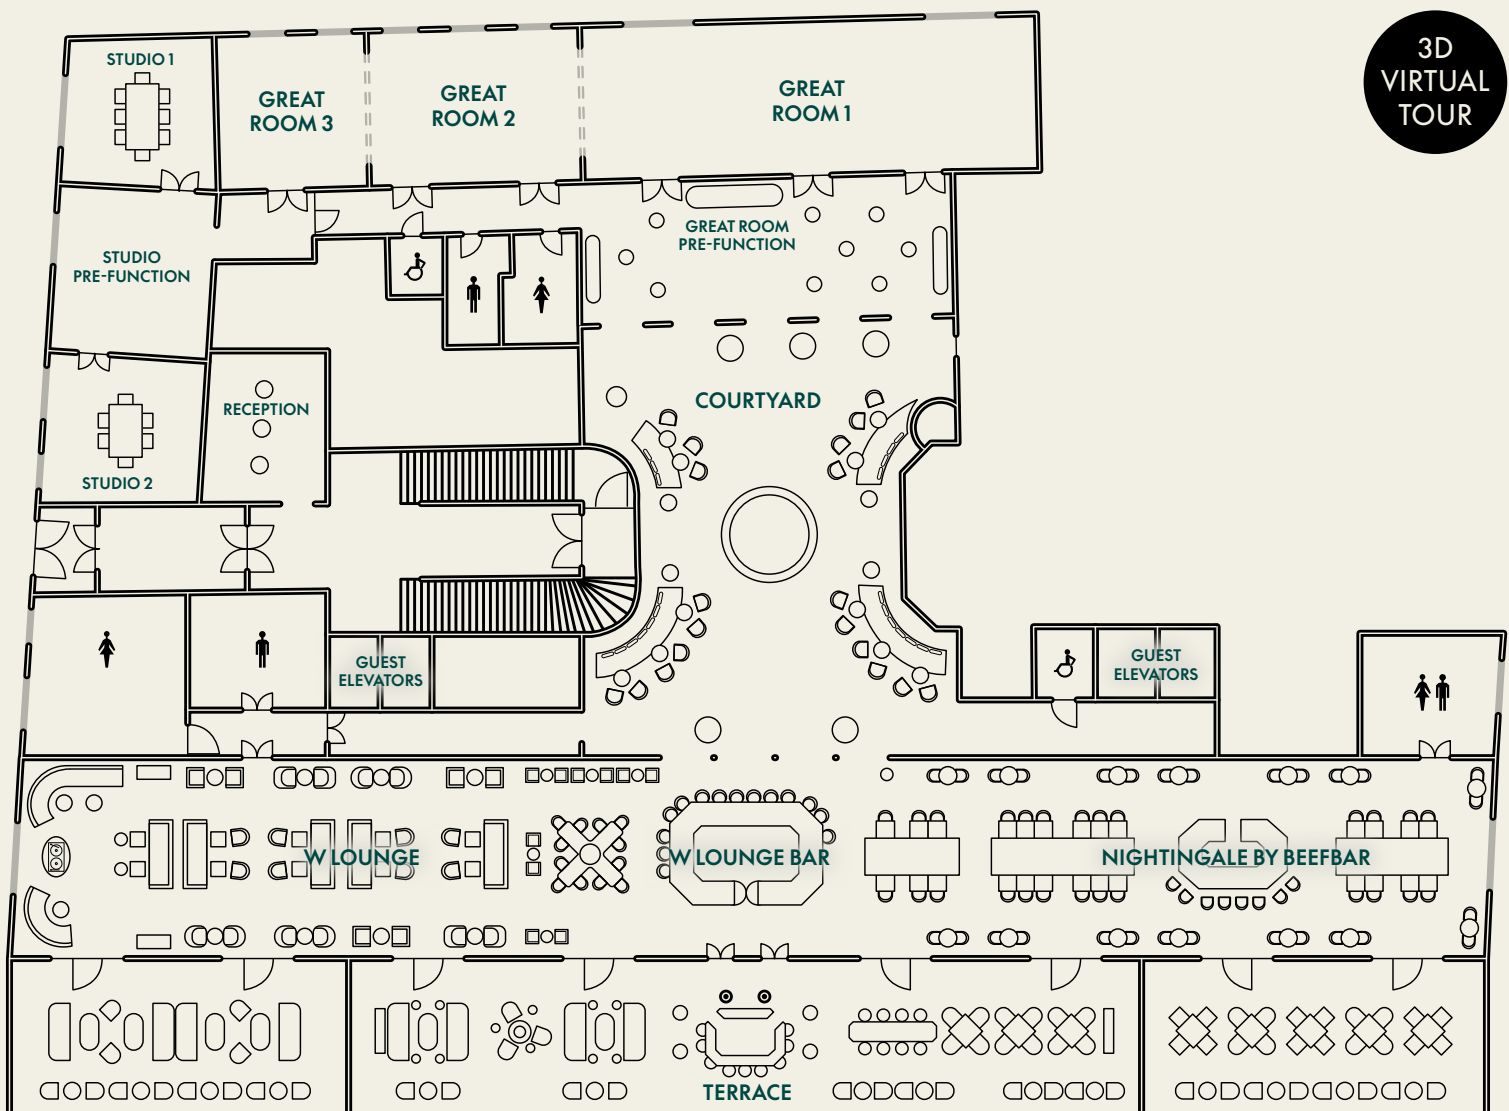 3D
VIRTUAL
TOUR
STUDIO 1
GREAT
ROOM 3
GREAT
ROOM 2
GREAT
ROOM 1
GREAT ROOM
PRE-FUNCTION
STUDIO
PRE-FUNCTION
COURTYARD
RECEPTION
STUDIO 2
GUEST
ELEVATORS
GUEST
ELEVATORS
W LOUNGE
W LOUNGE BAR
NIGHTINGALE BY BEEFBAR
TERRACE